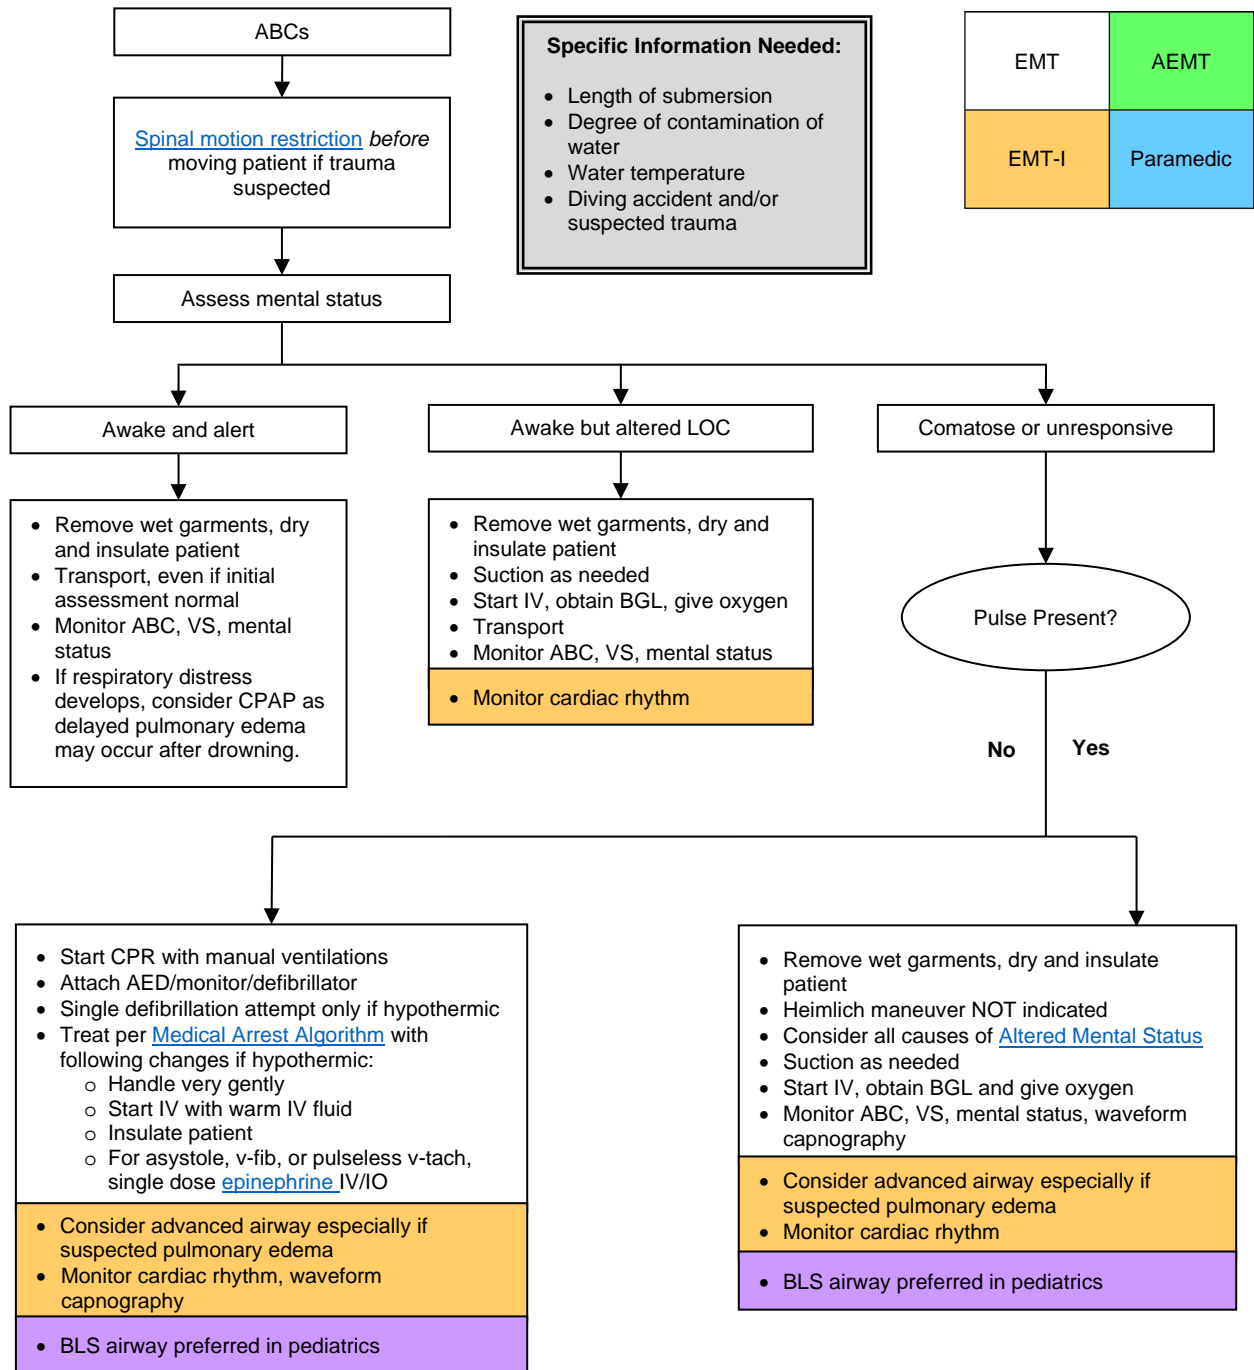 ABCs
Spinal motion restriction before
moving patient if trauma
suspected
Assess mental status
Specific Information Needed:
• Length of submersion
• Degree of contamination of
water
• Water temperature
• Diving accident and/or
suspected trauma
EMT
AEMT
EMT-I
Paramedic
Awake and alert
Awake but altered LOC
Comatose or unresponsive
• Remove wet garments, dry
and insulate patient
• Transport, even if initial
assessment normal
• Monitor ABC, VS, mental
status
• If respiratory distress
develops, consider CPAP as
delayed pulmonary edema
may occur after drowning.
• Remove wet garments, dry and
insulate patient
• Suction as needed
• Start IV, obtain BGL, give oxygen
• Transport
• Monitor ABC, VS, mental status
• Monitor cardiac rhythm
Pulse Present?
No
Yes
• Start CPR with manual ventilations
• Attach AED/monitor/defibrillator
• Single defibrillation attempt only if hypothermic
• Treat per Medical Arrest Algorithm with
following changes if hypothermic:
o Handle very gently
o Start IV with warm IV fluid
o Insulate patient
o For asystole, v-fib, or pulseless v-tach,
single dose epinephrine IV/IO
• Consider advanced airway especially if
suspected pulmonary edema
• Monitor cardiac rhythm, waveform
capnography
• BLS airway preferred in pediatrics
• Remove wet garments, dry and insulate
patient
• Heimlich maneuver NOT indicated
• Consider all causes of Altered Mental Status
• Suction as needed
• Start IV, obtain BGL and give oxygen
• Monitor ABC, VS, mental status, waveform
capnography
• Consider advanced airway especially if
suspected pulmonary edema
• Monitor cardiac rhythm
• BLS airway preferred in pediatrics